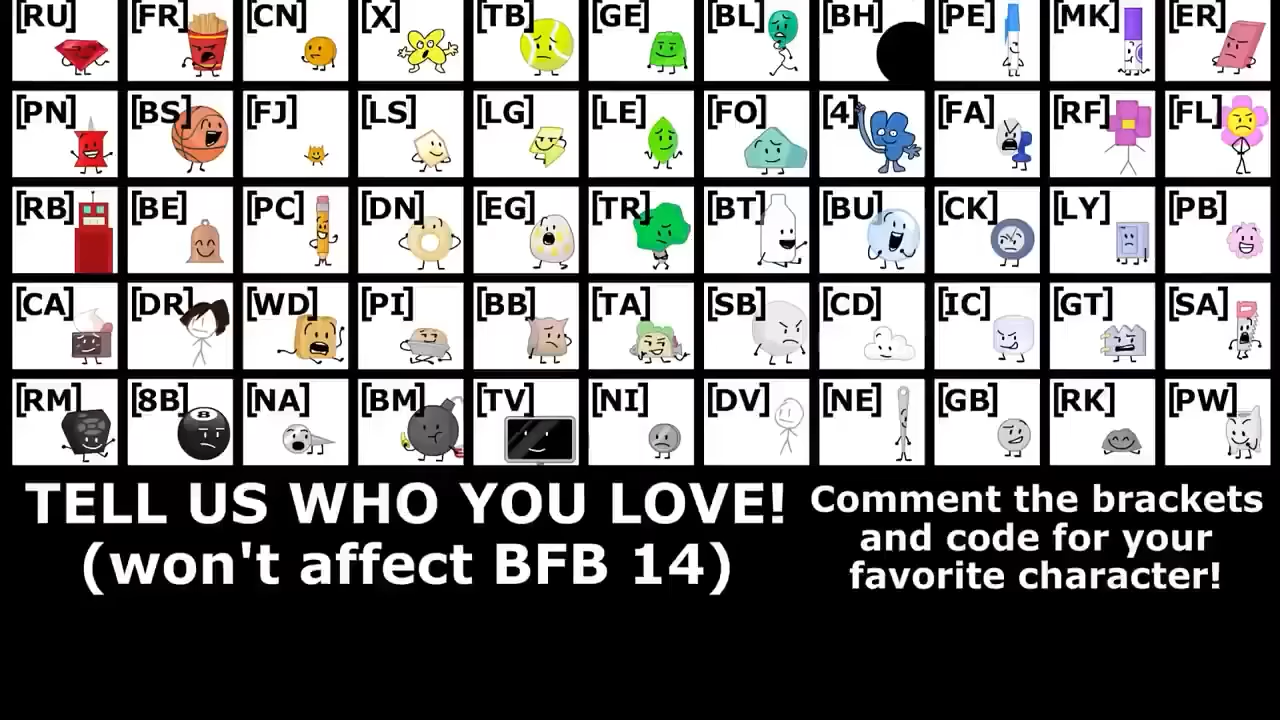 [RU] [FR] [CN] [X] [TB] [GE] [BL] [BH] [PE] [MK] [ER]
[PN] [BS] [FJ] [LS] [LG] [LE] [FO] [4] [FA] [RF] [FL]
[RB] [BE] [PC] [DN] [EG] [TR] [BT] [BU] [CK] [LY] [PB]
[CA] [DR] [WD] [PI] [BB] [TA] [SB] [CD] [IC] [GT] [SA]
[RM] [8B] [NA] [BM] [TV] [NI] [DV] [NE] [GB] [RK] [PW]
8
TELL US WHO YOU LOVE!
(won't affect BFB 14)
Comment the brackets
and code for your
favorite character!